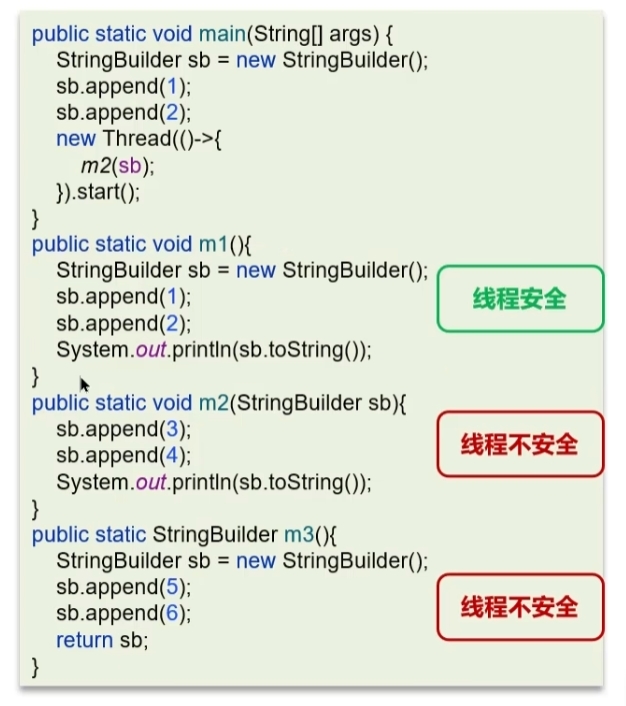 public static void main(String[] args) {
StringBuilder sb = new StringBuilder();
sb.append(1);
sb.append(2);
new Thread(()->{
m2(sb);
}).start();
}
public static void m1(){
StringBuilder sb = new StringBuilder();
sb.append(1);
线程安全
sb.append(2);
System.out.println(sb.toString());
}
public static void m2(StringBuilder sb){
sb.append(3);
线程不安全
sb.append(4);
System.out.println(sb.toString());
}
public static StringBuilder m3(){
StringBuilder sb = new StringBuilder();
sb.append(5);
线程不安全
sb.append(6);
return sb;
}